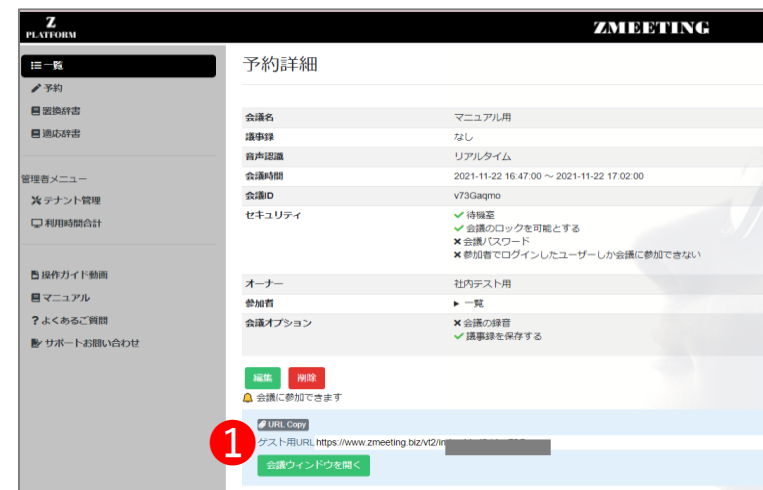 Z
PLATFORM
ZMEETING
一覧
予約
置換辞書
適応辞書
管理者メニュー
テナント管理
利用時間合計
操作ガイド動画
マニュアル
よくあるご質問
サポートお問い合わせ
予約詳細
会議名 マニュアル用
議事録 なし
音声認識 リアルタイム
会議時間 2021-11-22 16:47:00 ~ 2021-11-22 17:02:00
会議ID v73Gaqmo
セキュリティ ✓ 待機室
✓ 会議のロックを可能とする
✕ 会議パスワード
✕ 参加者でログインしたユーザーしか会議に参加できない
オーナー 社内テスト用
参加者 ▶ 一覧
会議オプション ✕ 会議の録音
✓ 議事録を保存する
編集 削除
会議に参加できます
URL Copy
1
ゲスト用URL https://www.zmeeting.biz/vt2/
会議ウィンドウを開く